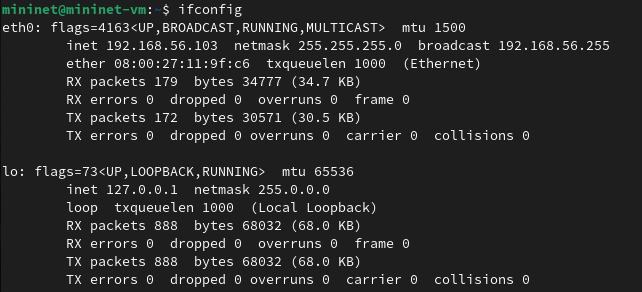 mininet@mininet-vm:~$ ifconfig
eth0: flags=4163<UP,BROADCAST,RUNNING,MULTICAST>  mtu 1500
        inet 192.168.56.103  netmask 255.255.255.0  broadcast 192.168.56.255
        ether 08:00:27:11:9f:c6  txqueuelen 1000  (Ethernet)
        RX packets 179  bytes 34777 (34.7 KB)
        RX errors 0  dropped 0  overruns 0  frame 0
        TX packets 172  bytes 30571 (30.5 KB)
        TX errors 0  dropped 0 overruns 0  carrier 0  collisions 0

lo: flags=73<UP,LOOPBACK,RUNNING>  mtu 65536
        inet 127.0.0.1  netmask 255.0.0.0
        loop  txqueuelen 1000  (Local Loopback)
        RX packets 888  bytes 68032 (68.0 KB)
        RX errors 0  dropped 0  overruns 0  frame 0
        TX packets 888  bytes 68032 (68.0 KB)
        TX errors 0  dropped 0 overruns 0  carrier 0  collisions 0